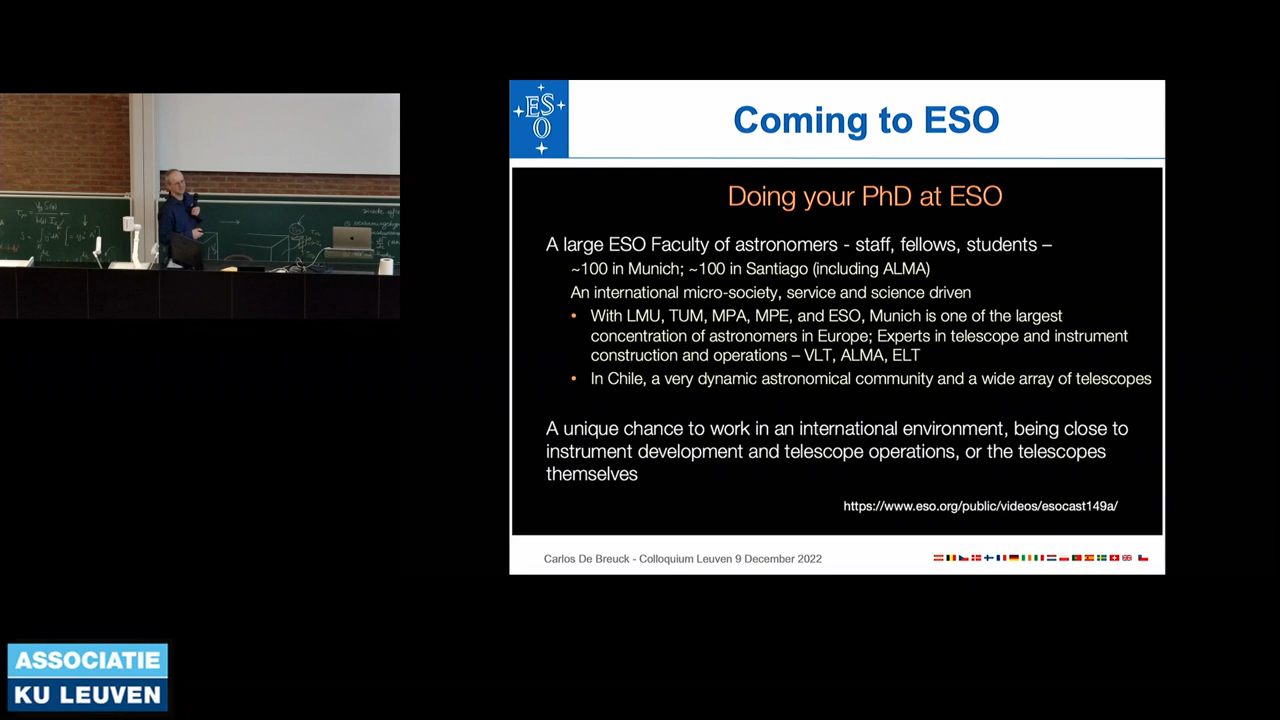 ESO
Coming to ESO
Doing your PhD at ESO
A large ESO Faculty of astronomers - staff, fellows, students –
~100 in Munich; ~100 in Santiago (including ALMA)
An international micro-society, service and science driven
• With LMU, TUM, MPA, MPE, and ESO, Munich is one of the largest
concentration of astronomers in Europe; Experts in telescope and instrument
construction and operations – VLT, ALMA, ELT
• In Chile, a very dynamic astronomical community and a wide array of telescopes
A unique chance to work in an international environment, being close to
instrument development and telescope operations, or the telescopes
themselves
https://www.eso.org/public/videos/esocast149a/
Carlos De Breuck - Colloquium Leuven 9 December 2022
ASSOCIATIE
KU LEUVEN